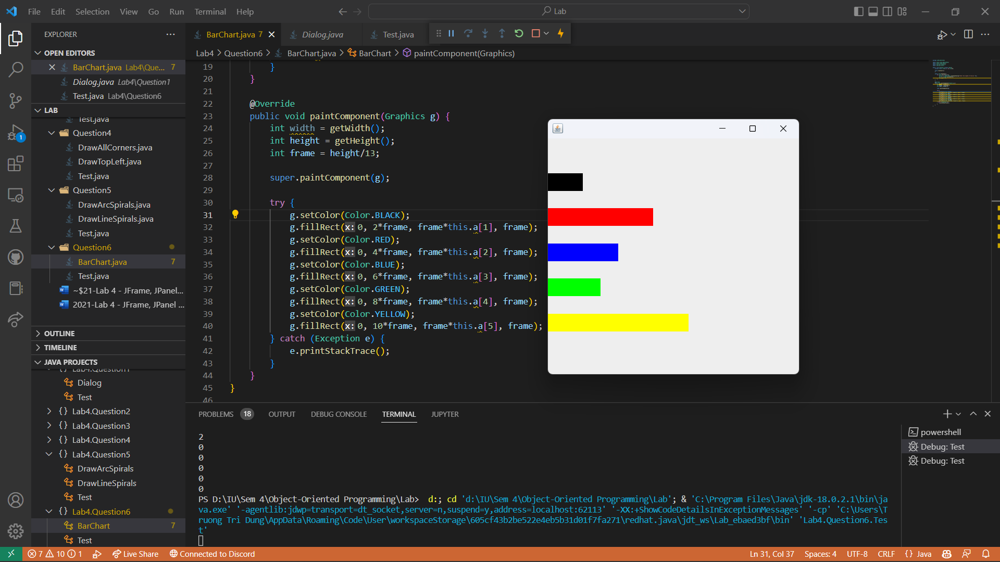 File Edit Selection View Go Run Terminal Help
Lab
EXPLORER
BarChart.java 7
Dialog.java
Test.java
OPEN EDITORS
BarChart.java Lab4\Que... 7
Dialog.java Lab4\Question1
Test.java Lab4\Question6
LAB
Test.java
Question4
DrawAllCorners.java
DrawTopLeft.java
Test.java
Question5
DrawArcSpirals.java
DrawLineSpirals.java
Test.java
Question6
BarChart.java 7
Test.java
~$21-Lab 4 - JFrame, JPanel...
2021-Lab 4 - JFrame, JPanel ...
OUTLINE
TIMELINE
JAVA PROJECTS
Lab4.Question1
Dialog
Test
Lab4.Question2
Lab4.Question3
Lab4.Question4
Lab4.Question5
DrawArcSpirals
DrawLineSpirals
Test
Lab4.Question6
BarChart 7
Test
1
Lab4 > Question6 > BarChart.java > BarChart > paintComponent(Graphics)
19 }
20 }
21
22 @Override
23 public void paintComponent(Graphics g) {
24 int width = getWidth();
25 int height = getHeight();
26 int frame = height/13;
27
28 super.paintComponent(g);
29
30 try {
31 g.setColor(Color.BLACK);
32 g.fillRect(x: 0, 2*frame, frame*this.a[1], frame);
33 g.setColor(Color.RED);
34 g.fillRect(x: 0, 4*frame, frame*this.a[2], frame);
35 g.setColor(Color.BLUE);
36 g.fillRect(x: 0, 6*frame, frame*this.a[3], frame);
37 g.setColor(Color.GREEN);
38 g.fillRect(x: 0, 8*frame, frame*this.a[4], frame);
39 g.setColor(Color.YELLOW);
40 g.fillRect(x: 0, 10*frame, frame*this.a[5], frame);
41 } catch (Exception e) {
42 e.printStackTrace();
43 }
44 }
45 }
46
PROBLEMS 18 OUTPUT DEBUG CONSOLE TERMINAL JUPYTER
2
0
0
0
0
0
PS D:\IU\Sem 4\Object-Oriented Programming\Lab> d:; cd 'd:\IU\Sem 4\Object-Oriented Programming\Lab'; & 'C:\Program Files\Java\jdk-18.0.2.1\bin\ja
va.exe' '-agentlib:jdwp=transport=dt_socket,server=n,suspend=y,address=localhost:62113' '-XX:+ShowCodeDetailsInExceptionMessages' '-cp' 'C:\Users\T
ruong Tri Dung\AppData\Roaming\Code\User\workspaceStorage\605cf43b2be522e4eb5b31d01f7fa271\redhat.java\jdt_ws\Lab_ebaed3bf\bin' 'Lab4.Question6.Tes
t'
powershell
Debug: Test
Debug: Test
7 10 1 Live Share Connected to Discord
Ln 31, Col 37 Spaces: 4 UTF-8 CRLF {} Java